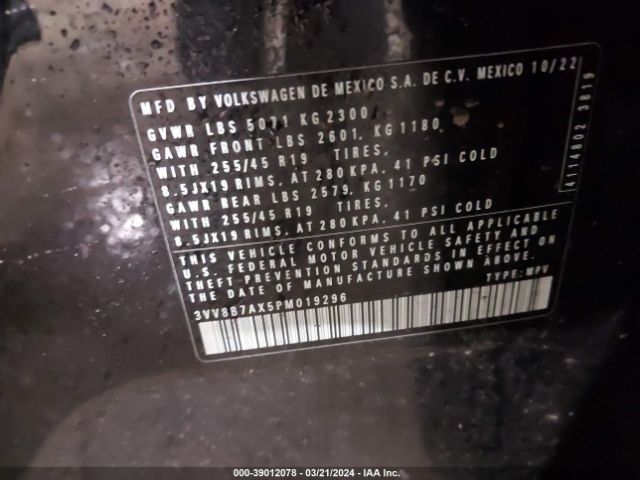 MFD BY VOLKSWAGEN DE MEXICO S.A. DE C.V. MEXICO 10/22
GVWR LBS 5071 KG 2300
GAWR FRONT LBS 2601, KG 1180
WITH 255/45 R19 TIRES,
8.5JX19 RIMS, AT 280 KPA, 41 PSI COLD
GAWR REAR LBS 2579, KG 1170
WITH 255/45 R19 TIRES,
8.5JX19 RIMS, AT 280 KPA, 41 PSI COLD
THIS VEHICLE CONFORMS TO ALL APPLICABLE
U.S. FEDERAL MOTOR VEHICLE SAFETY AND
THEFT PREVENTION STANDARDS IN EFFECT ON
THE DATE OF MANUFACTURE SHOWN ABOVE.
3VV8B7AX5PM019296 TYPE: MPV
4114802 3819
000-39012078 - 03/21/2024 - IAA Inc.